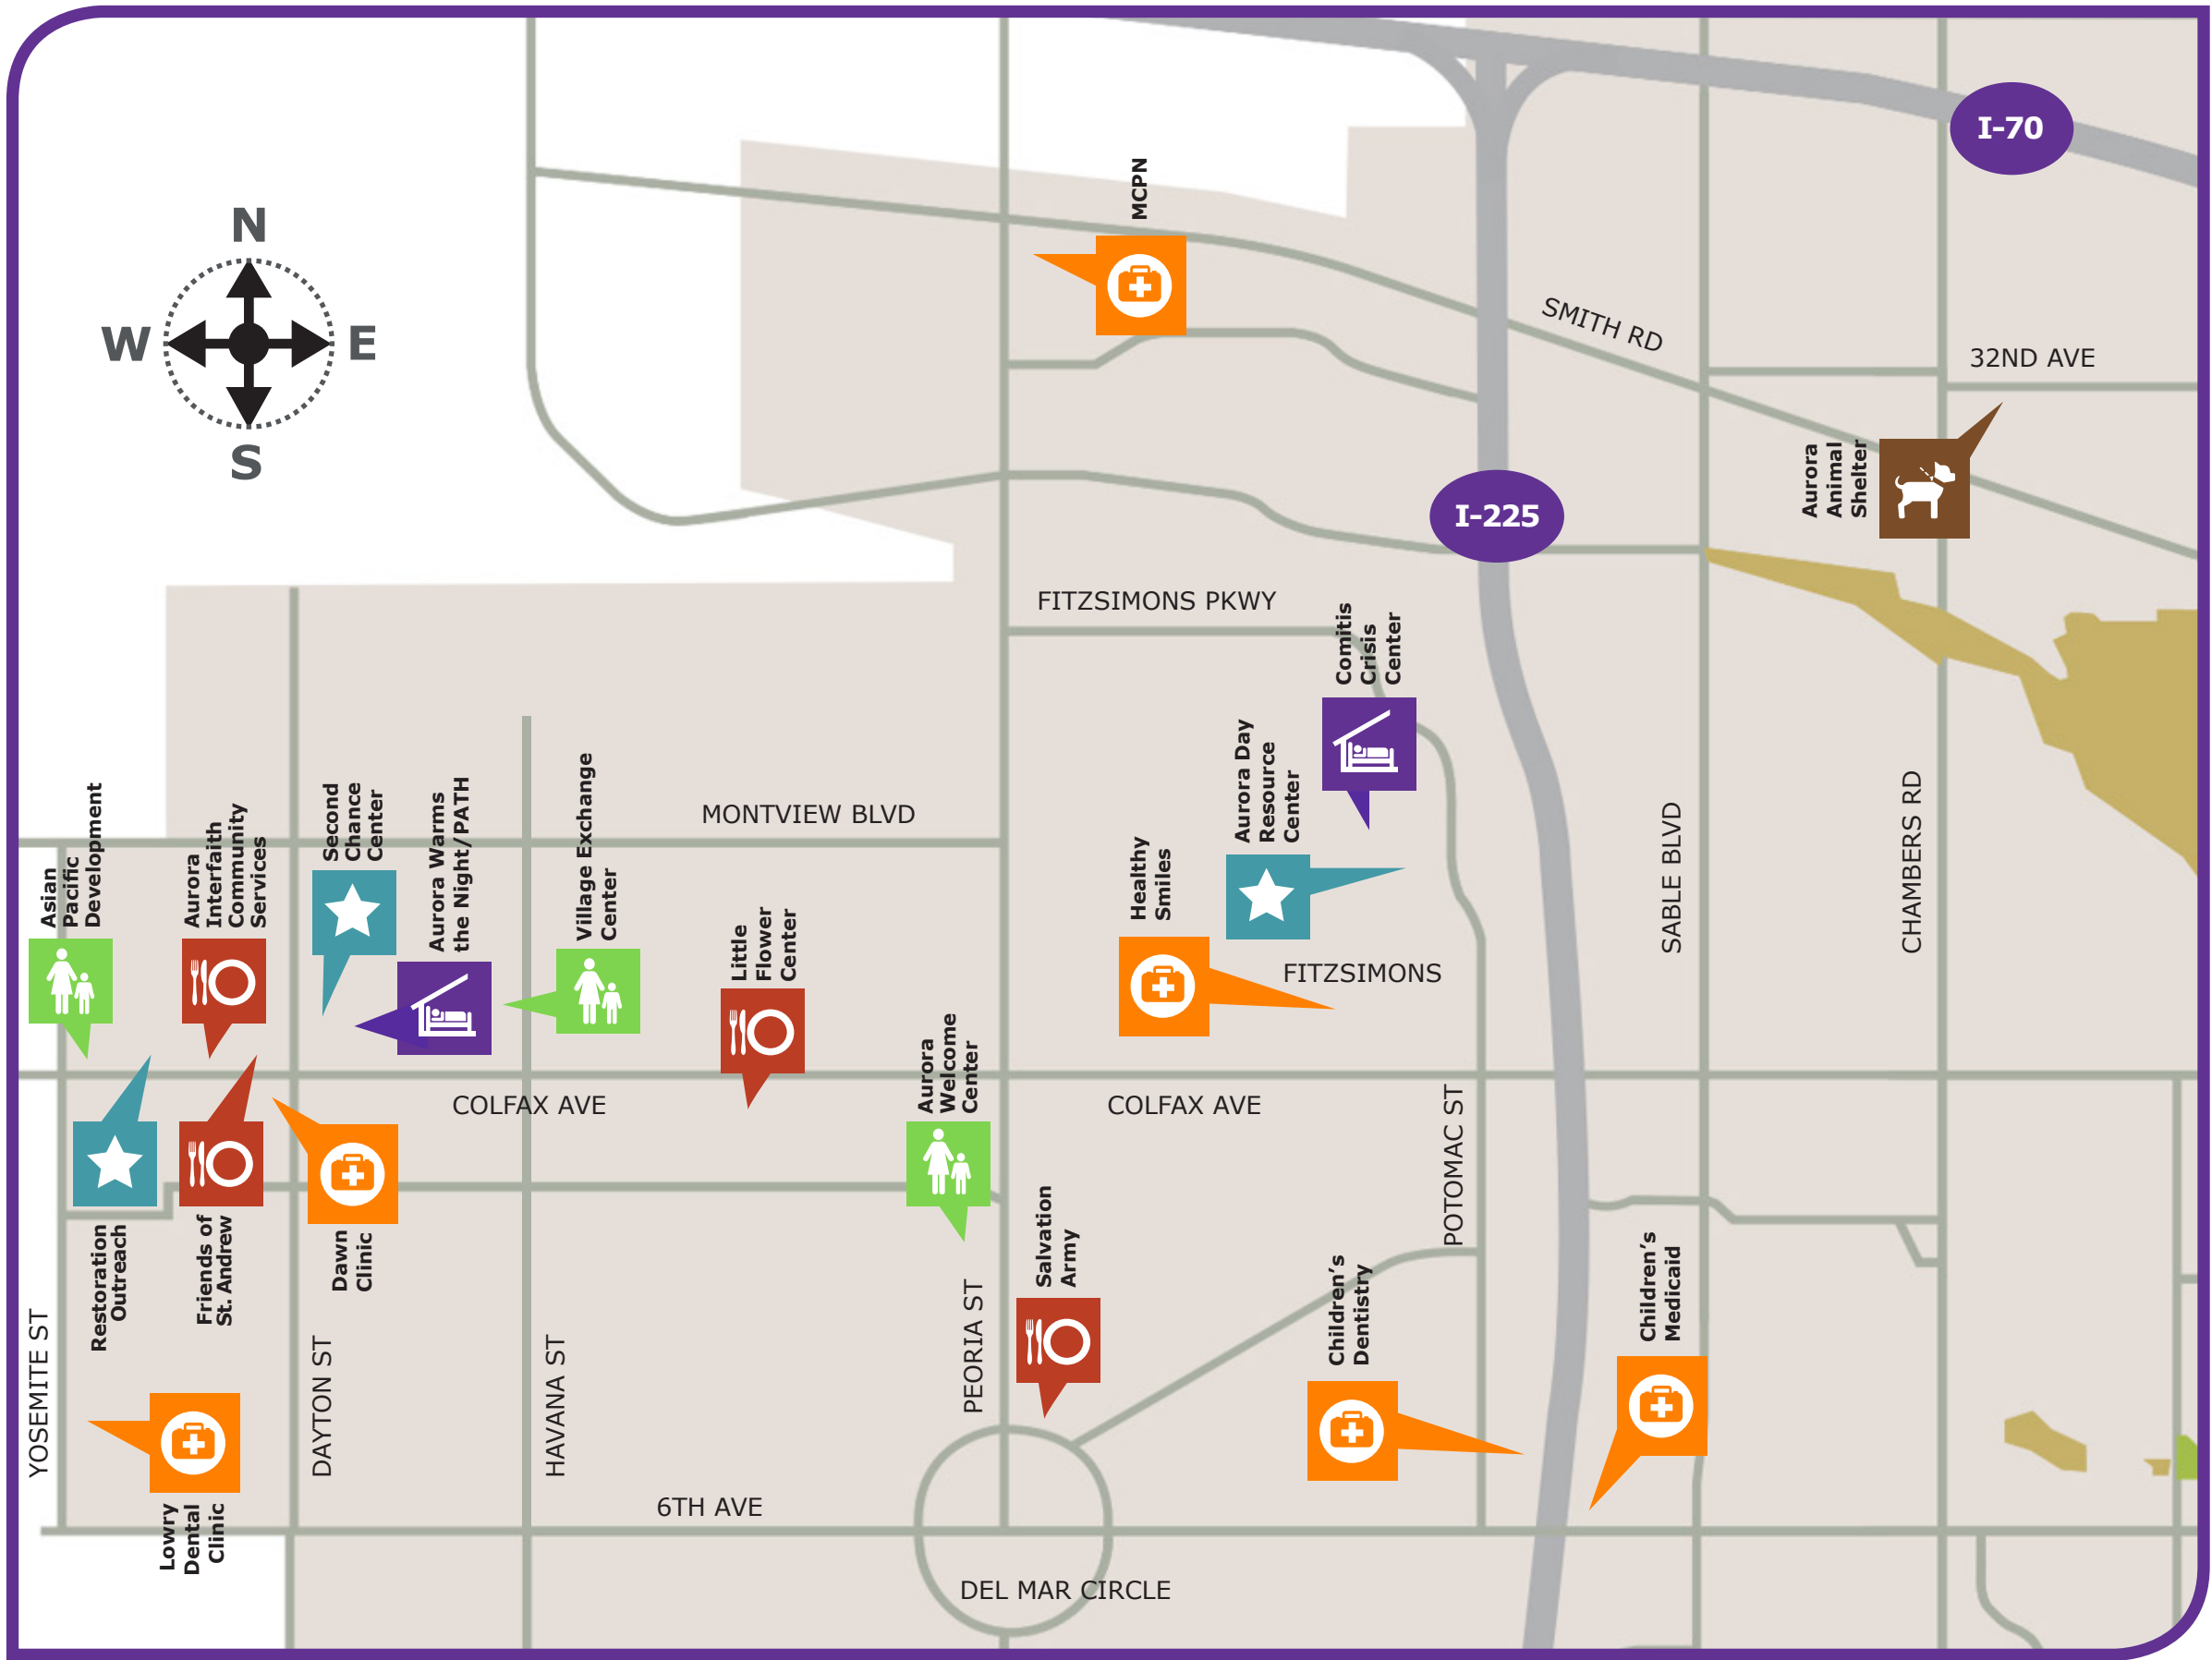 I-70
MCPN
N
W
E
S
SMITH RD
32ND AVE
Aurora
Animal
Shelter
I-225
FITZSIMONS PKWY
Comitis
Crisis
Center
Aurora Day
Resource
Center
MONTVIEW BLVD
Asian
Pacific
Development
Aurora
Interfaith
Community
Services
Second
Chance
Center
Aurora Warms
the Night/PATH
Village Exchange
Center
Little
Flower
Center
Healthy
Smiles
SABLE BLVD
CHAMBERS RD
FITZSIMONS
Aurora
Welcome
Center
COLFAX AVE
COLFAX AVE
POTOMAC ST
Restoration
Outreach
Friends of
St. Andrew
Dawn
Clinic
Salvation
Army
Children’s
Dentistry
Children’s
Medicaid
YOSEMITE ST
DAYTON ST
HAVANA ST
PEORIA ST
Lowry
Dental
Clinic
6TH AVE
DEL MAR CIRCLE